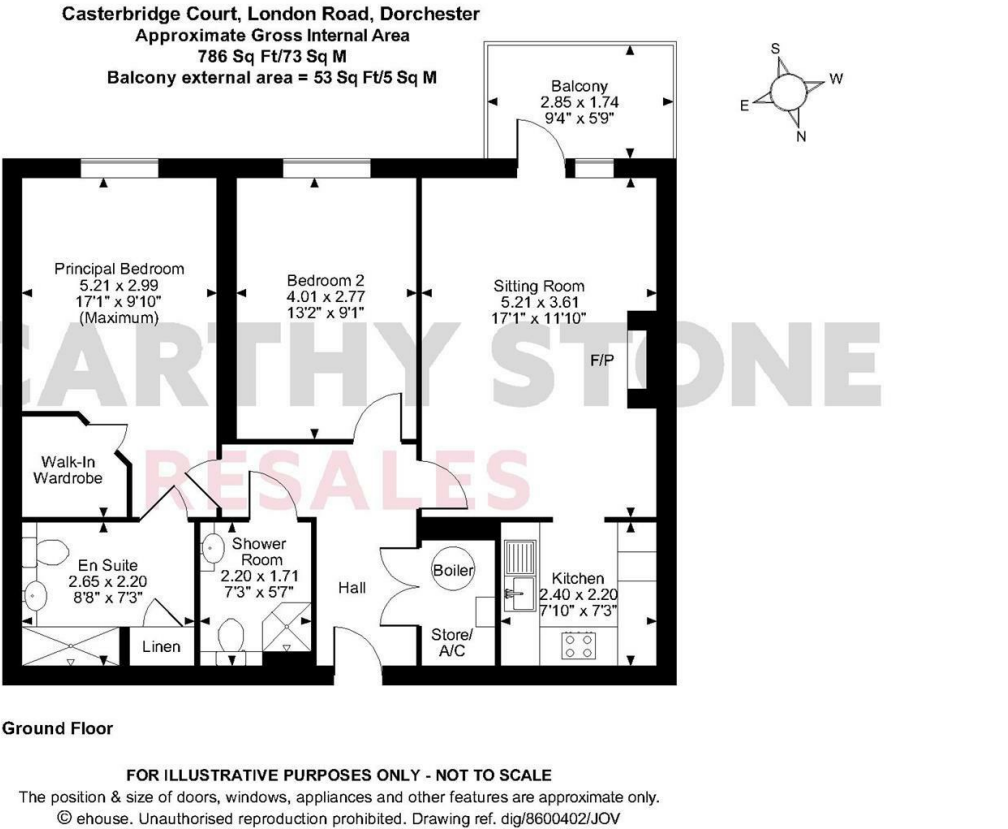 Casterbridge Court, London Road, Dorchester
Approximate Gross Internal Area
786 Sq Ft/73 Sq M
Balcony external area = 53 Sq Ft/5 Sq M
S
W
E
N
Balcony
2.85 x 1.74
9'4" x 5'9"
Principal Bedroom
5.21 x 2.99
17'1" x 9'10"
(Maximum)
Bedroom 2
4.01 x 2.77
13'2" x 9'1"
Sitting Room
5.21 x 3.61
17'1" x 11'10"
F/P
CARTHY STONE
RESALES
Walk-In
Wardrobe
En Suite
2.65 x 2.20
8'8" x 7'3"
Linen
Shower
Room
2.20 x 1.71
7'3" x 5'7"
Hall
Boiler
Store/
A/C
Kitchen
2.40 x 2.20
7'10" x 7'3"
Ground Floor
FOR ILLUSTRATIVE PURPOSES ONLY - NOT TO SCALE
The position & size of doors, windows, appliances and other features are approximate only.
© ehouse. Unauthorised reproduction prohibited. Drawing ref. dig/8600402/JOV